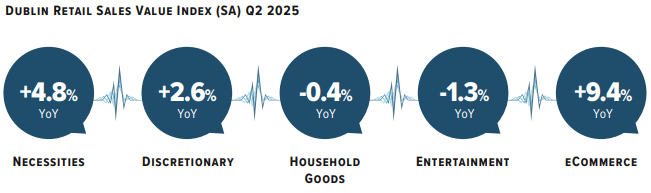 DUBLIN RETAIL SALES VALUE INDEX (SA) Q2 2025
+4.8% +2.6% -0.4% -1.3% +9.4%
YoY YoY YoY YoY YoY
NECESSITIES DISCRETIONARY HOUSEHOLD ENTERTAINMENT eCOMMERCE
GOODS